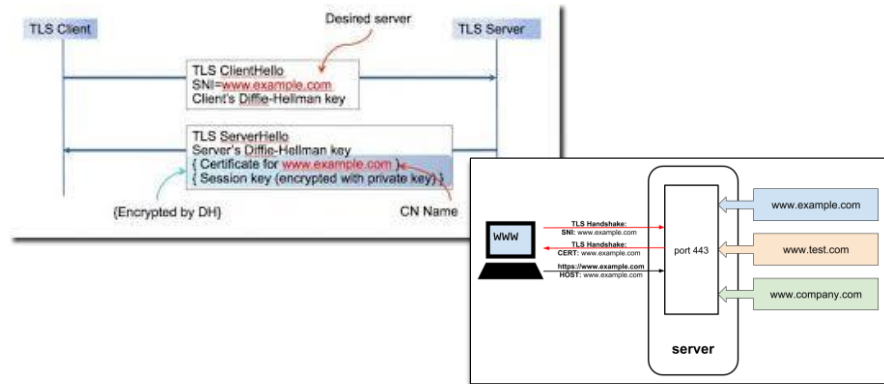 Desired server
TLS Client
TLS Server
TLS ClientHello
SNI=www.example.com
Client's Diffie-Hellman key
TLS ServerHello
Server's Diffie-Hellman key
{ Certificate for www.example.com }
{ Session key (encrypted with private key) }
{Encrypted by DH}
CN Name
WWW
TLS Handshake:
SNI: www.example.com
TLS Handshake:
CERT: www.example.com
https://www.example.com
HOST: www.example.com
port 443
server
www.example.com
www.test.com
www.company.com